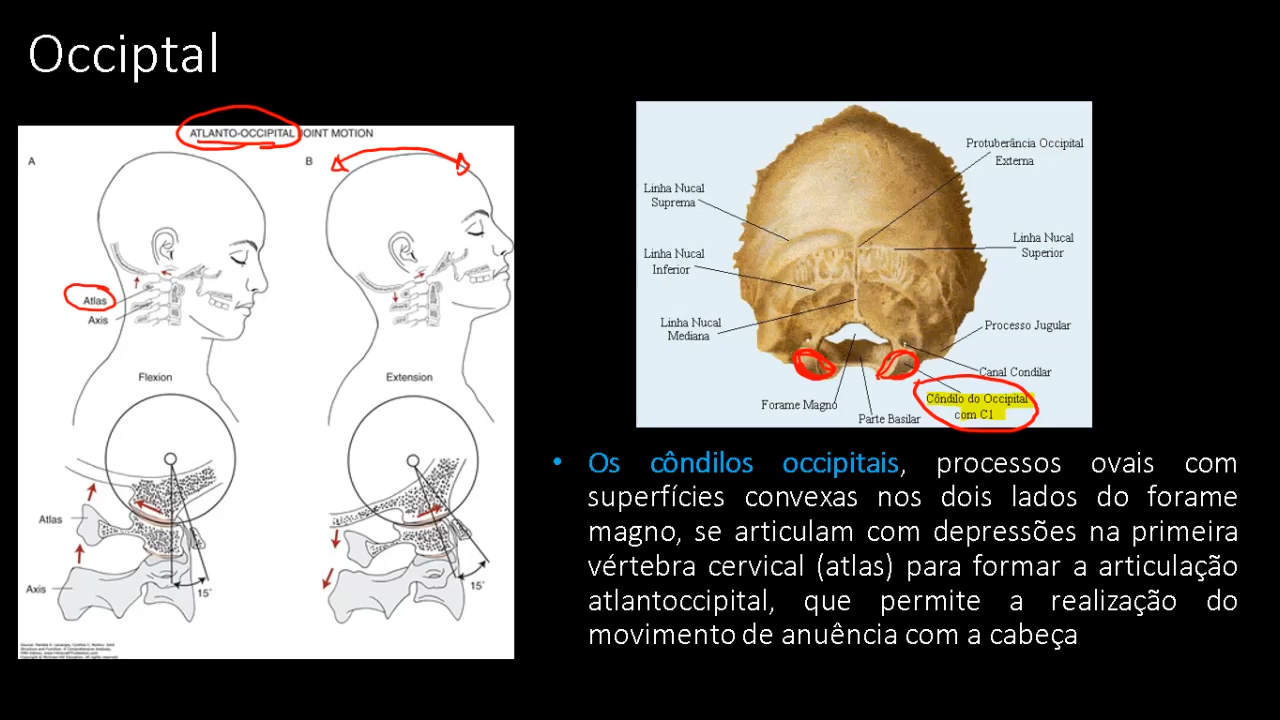 Occiptal
ATLANTO-OCCIPITAL JOINT MOTION
A
B
Atlas
Axis
Flexion
Extension
Atlas
Axis
15°
15°
Protuberância Occipital
Externa
Linha Nucal
Suprema
Linha Nucal
Superior
Linha Nucal
Inferior
Linha Nucal
Mediana
Processo Jugular
Canal Condilar
Côndilo do Occipital
com C1
Forame Magno
Parte Basilar
• Os côndilos occipitais, processos ovais com
superfícies convexas nos dois lados do forame
magno, se articulam com depressões na primeira
vértebra cervical (atlas) para formar a articulação
atlantoccipital, que permite a realização do
movimento de anuência com a cabeça